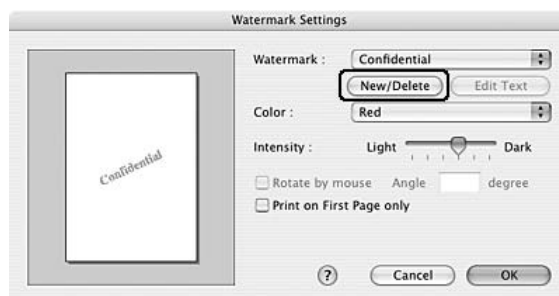 Watermark Settings
Watermark : Confidential
New/Delete Edit Text
Color : Red
Intensity : Light Dark
Confidential
Rotate by mouse Angle degree
Print on First Page only
? Cancel OK